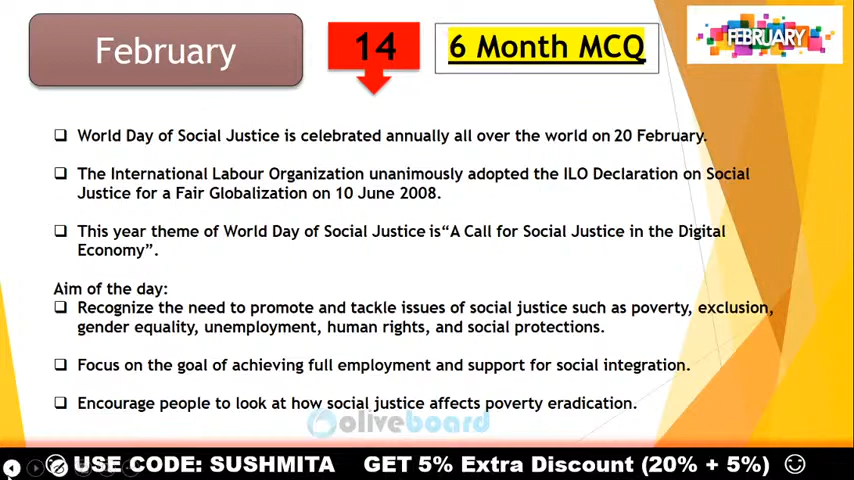 February
14
6 Month MCQ
FEBRUARY
World Day of Social Justice is celebrated annually all over the world on 20 February.
The International Labour Organization unanimously adopted the ILO Declaration on Social
Justice for a Fair Globalization on 10 June 2008.
This year theme of World Day of Social Justice is“A Call for Social Justice in the Digital
Economy”.
Aim of the day:
Recognize the need to promote and tackle issues of social justice such as poverty, exclusion,
gender equality, unemployment, human rights, and social protections.
Focus on the goal of achieving full employment and support for social integration.
Encourage people to look at how social justice affects poverty eradication.
oliveboard
USE CODE: SUSHMITA GET 5% Extra Discount (20% + 5%)